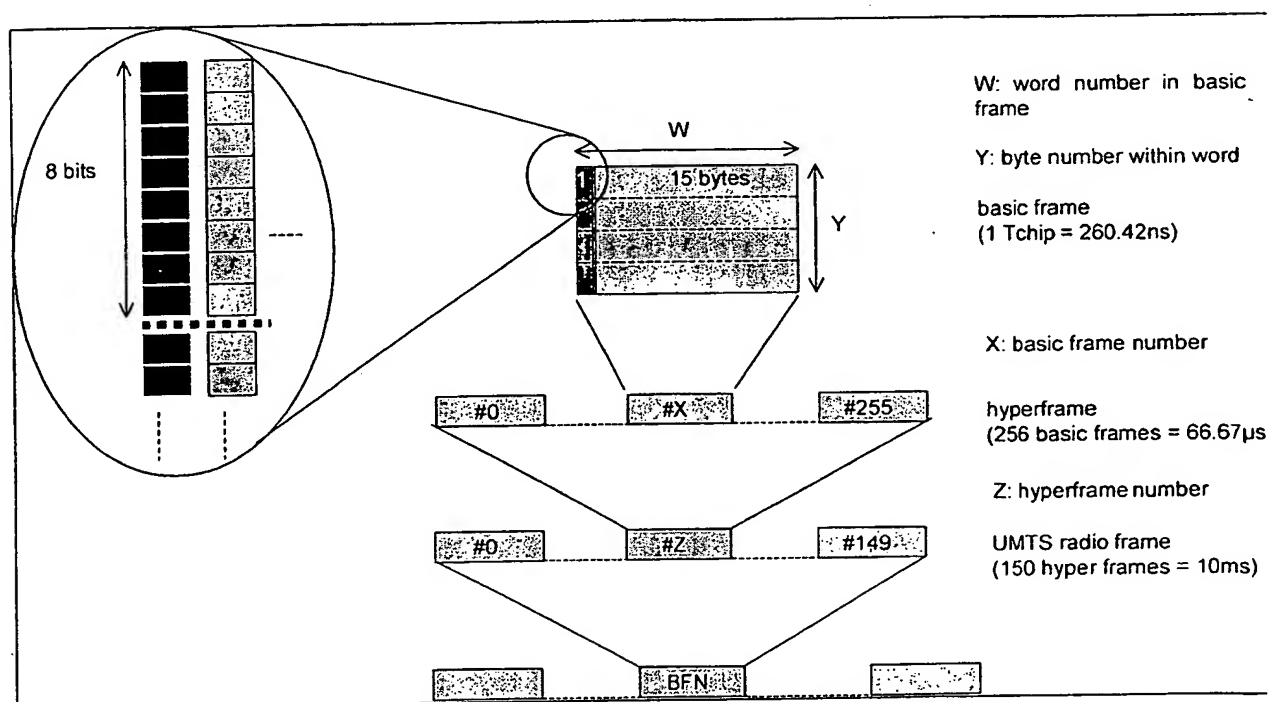 8 bits
W
1
15 bytes
Y
W: word number in basic
frame
Y: byte number within word
basic frame
(1 Tchip = 260.42ns)
X: basic frame number
#0
#X
#255
hyperframe
(256 basic frames = 66.67µs
Z: hyperframe number
#0
#Z
#149
UMTS radio frame
(150 hyper frames = 10ms)
BFN